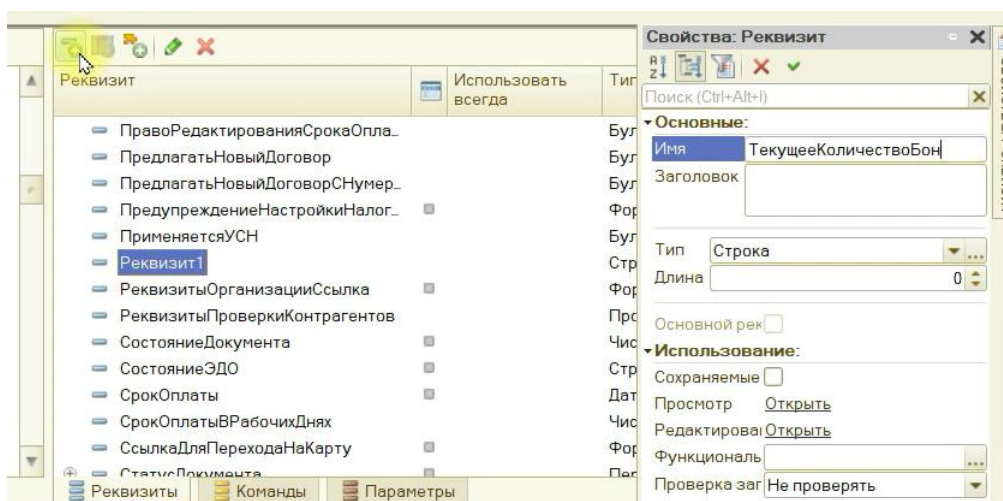 Реквизит
Использовать
всегда
Тип
ПравоРедактированияСрокаОпла..
Бул
ПредлагатьНовыйДоговор
Бул
ПредлагатьНовыйДоговорСНумер..
Бул
ПредупреждениеНастройкиНалог..
Фор
ПрименяетсяУСН
Бул
Реквизит1
Стр
РеквизитыОрганизацииСсылка
Фор
РеквизитыПроверкиКонтрагентов
Про
СостояниеДокумента
Чис
СостояниеЭДО
Стр
СрокОплаты
Дат
СрокОплатыВРабочихДнях
Чис
СсылкаДляПереходаНаКарту
Фор
СтатусДокумента
Пер
Реквизиты
Команды
Параметры
Свойства: Реквизит
Поиск (Ctrl+Alt+I)
Основные:
Имя ТекущееКоличествоБон
Заголовок
Тип Строка
Длина 0
Основной рек
Использование:
Сохраняемые
Просмотр Открыть
Редактирова Открыть
Функциональ
Проверка заг Не проверять